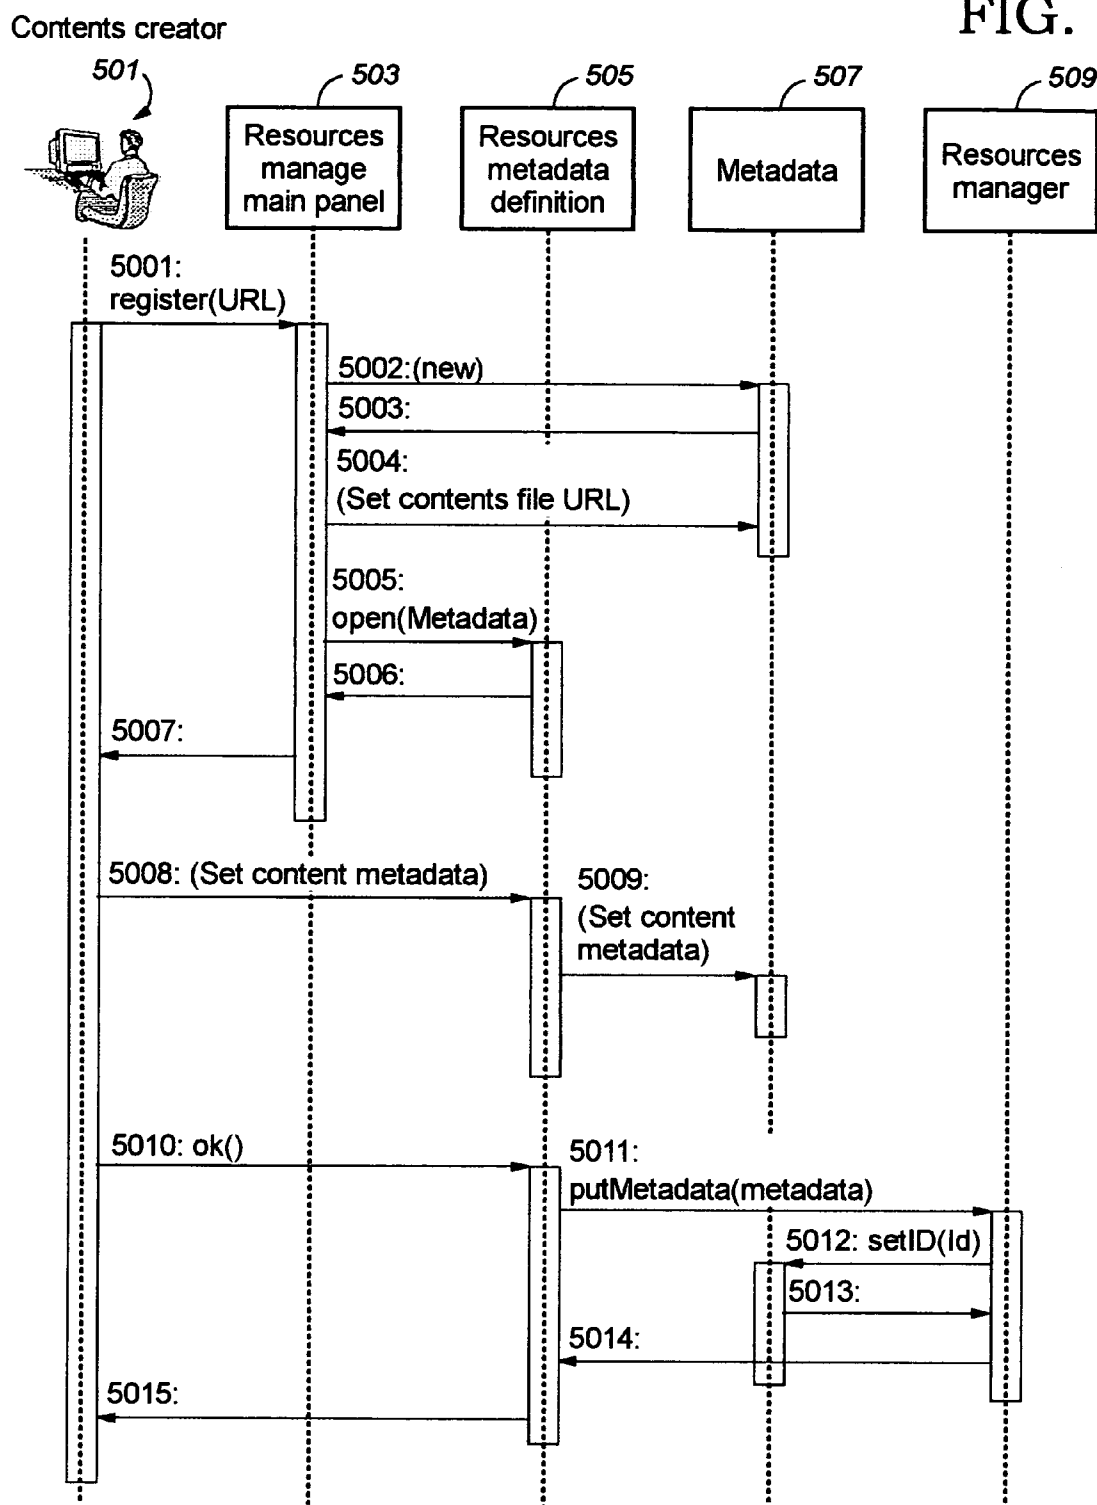 FIG.
Contents creator
501
503
505
507
509
Resources
manage
main panel
Resources
metadata
definition
Metadata
Resources
manager
5001:
register(URL)
5002:(new)
5003:
5004:
(Set contents file URL)
5005:
open(Metadata)
5006:
5007:
5008: (Set content metadata)
5009:
(Set content
metadata)
5010: ok()
5011:
putMetadata(metadata)
5012: setID(Id)
5013:
5014:
5015: